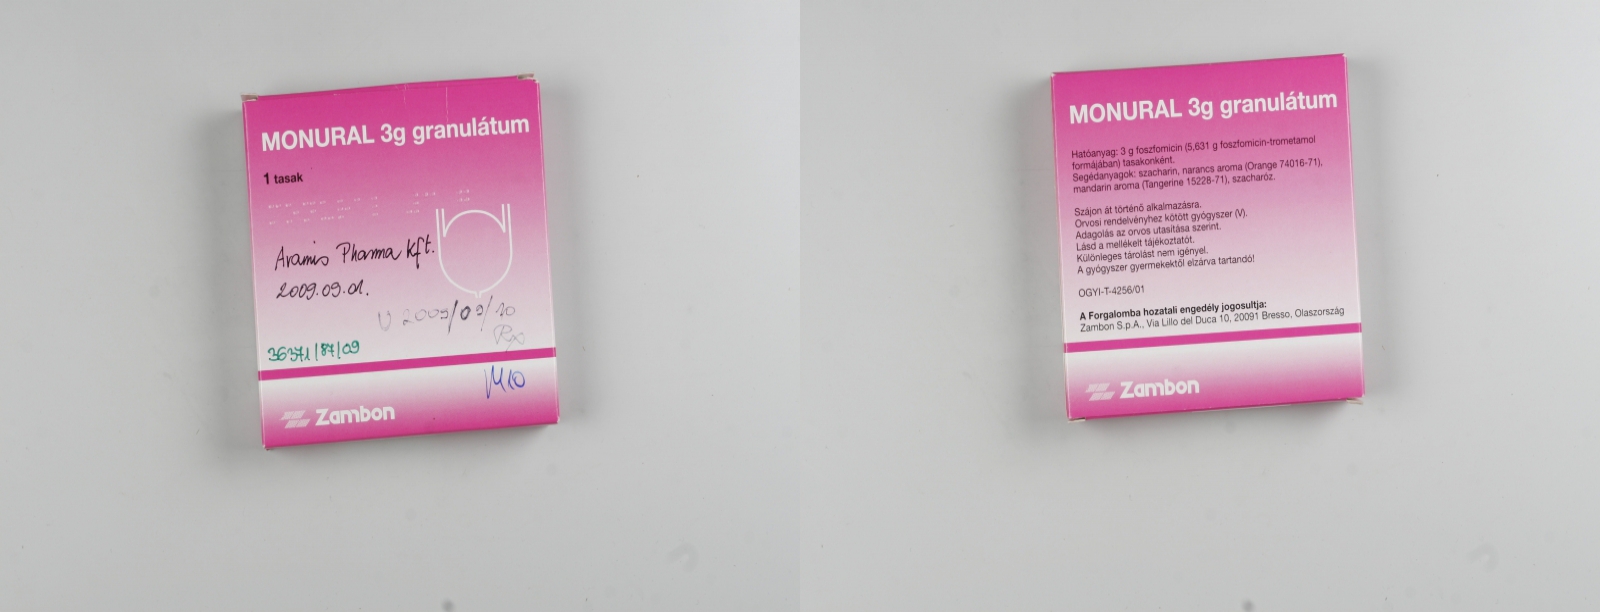 MONURAL 3g granulátum
1 tasak
Aramis Pharma Kft.
2009.09.01.
2009/09/10
36371/87/09
M10
Zambon
MONURAL 3g granulátum
Hatóanyag: 3 g foszfomicin (5,631 g foszfomicin-trometamol
formájában) tasakonként.
Segédanyagok: szacharin, narancs aroma (Orange 74016-71),
mandarin aroma (Tangerine 15228-71), szacharóz.
Szájon át történő alkalmazásra.
Orvosi rendelvényhez kötött gyógyszer (V).
Adagolás az orvos utasítása szerint.
Lásd a mellékelt tájékoztatót.
Különleges tárolást nem igényel.
A gyógyszer gyermekektől elzárva tartandó!
OGYI-T-4256/01
A Forgalomba hozatali engedély jogosultja:
Zambon S.p.A., Via Lillo del Duca 10, 20091 Bresso, Olaszország
Zambon